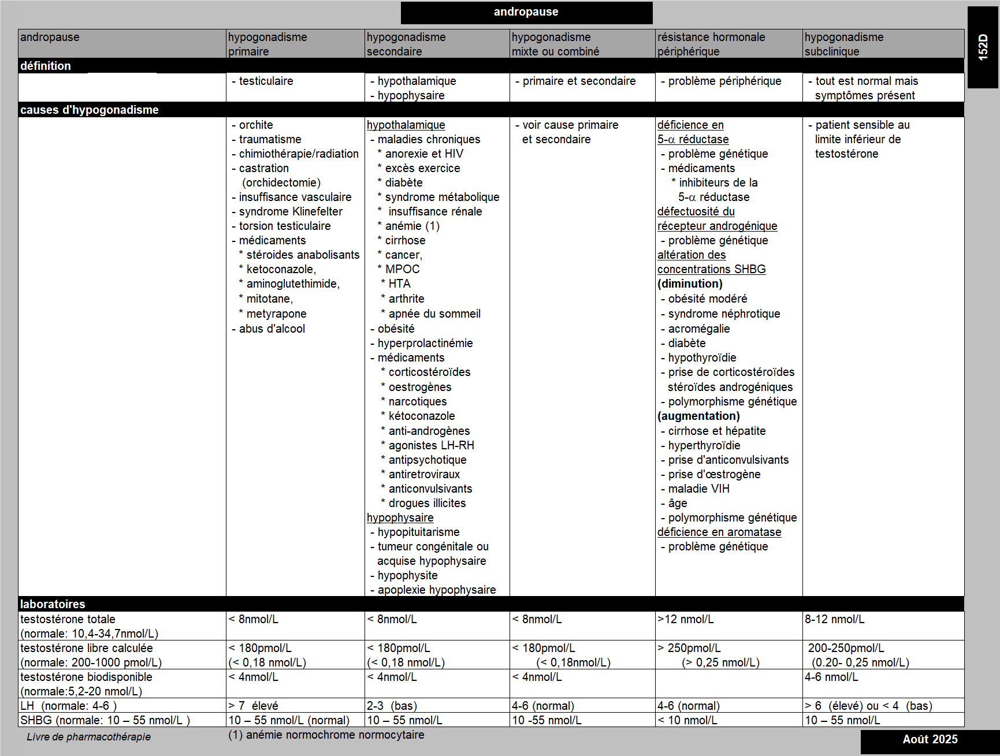 andropause
152D
andropause
hypogonadisme
primaire
hypogonadisme
secondaire
hypogonadisme
mixte ou combiné
résistance hormonale
périphérique
hypogonadisme
subclinique
définition
- testiculaire
- hypothalamique
- hypophysaire
- primaire et secondaire
- problème périphérique
- tout est normal mais
symptômes présent
causes d'hypogonadisme
- orchite
- traumatisme
- chimiothérapie/radiation
- castration
(orchidectomie)
- insuffisance vasculaire
- syndrome Klinefelter
- torsion testiculaire
- médicaments
* stéroides anabolisants
* ketoconazole,
* aminoglutethimide,
* mitotane,
* metyrapone
- abus d'alcool
hypothalamique
- maladies chroniques
* anorexie et HIV
* excès exercice
* diabète
* syndrome métabolique
* insuffisance rénale
* anémie (1)
* cirrhose
* cancer,
* MPOC
* HTA
* arthrite
* apnée du sommeil
- obésité
- hyperprolactinémie
- médicaments
* corticostéroïdes
* oestrogènes
* narcotiques
* kétoconazole
* anti-androgènes
* agonistes LH-RH
* antipsychotique
* antiretroviraux
* anticonvulsivants
* drogues illicites
hypophysaire
- hypopituitarisme
- tumeur congénitale ou
acquise hypophysaire
- hypophysite
- apoplexie hypophysaire
- voir cause primaire
et secondaire
déficience en
5-α réductase
- problème génétique
- médicaments
* inhibiteurs de la
5-α réductase
défectuosité du
récepteur androgénique
- problème génétique
altération des
concentrations SHBG
(diminution)
- obésité modéré
- syndrome néphrotique
- acromégalie
- diabète
- hypothyroïdie
- prise de corticostéroïdes
stéroïdes androgéniques
- polymorphisme génétique
(augmentation)
- cirrhose et hépatite
- hyperthyroïdie
- prise d'anticonvulsivants
- prise d'œstrogène
- maladie VIH
- âge
- polymorphisme génétique
déficience en aromatase
- problème génétique
- patient sensible au
limite inférieur de
testostérone
laboratoires
testostérone totale
(normale: 10,4-34,7nmol/L)
< 8nmol/L
< 8nmol/L
< 8nmol/L
>12 nmol/L
8-12 nmol/L
testostérone libre calculée
(normale: 200-1000 pmol/L)
< 180pmol/L
(< 0,18 nmol/L)
< 180pmol/L
(< 0,18 nmol/L)
< 180pmol/L
(< 0,18nmol/L)
> 250pmol/L
(> 0,25 nmol/L)
200-250pmol/L
(0.20- 0,25 nmol/L)
testostérone biodisponible
(normale:5,2-20 nmol/L)
< 4nmol/L
< 4nmol/L
< 4nmol/L
4-6 nmol/L
LH (normale: 4-6 )
> 7 élevé
2-3 (bas)
4-6 (normal)
4-6 (normal)
> 6 (élevé) ou < 4 (bas)
SHBG (normale: 10 – 55 nmol/L )
10 – 55 nmol/L (normal)
10 – 55 nmol/L
10 -55 nmol/L
< 10 nmol/L
10 – 55 nmol/L
Livre de pharmacothérapie
(1) anémie normochrome normocytaire
Août 2025